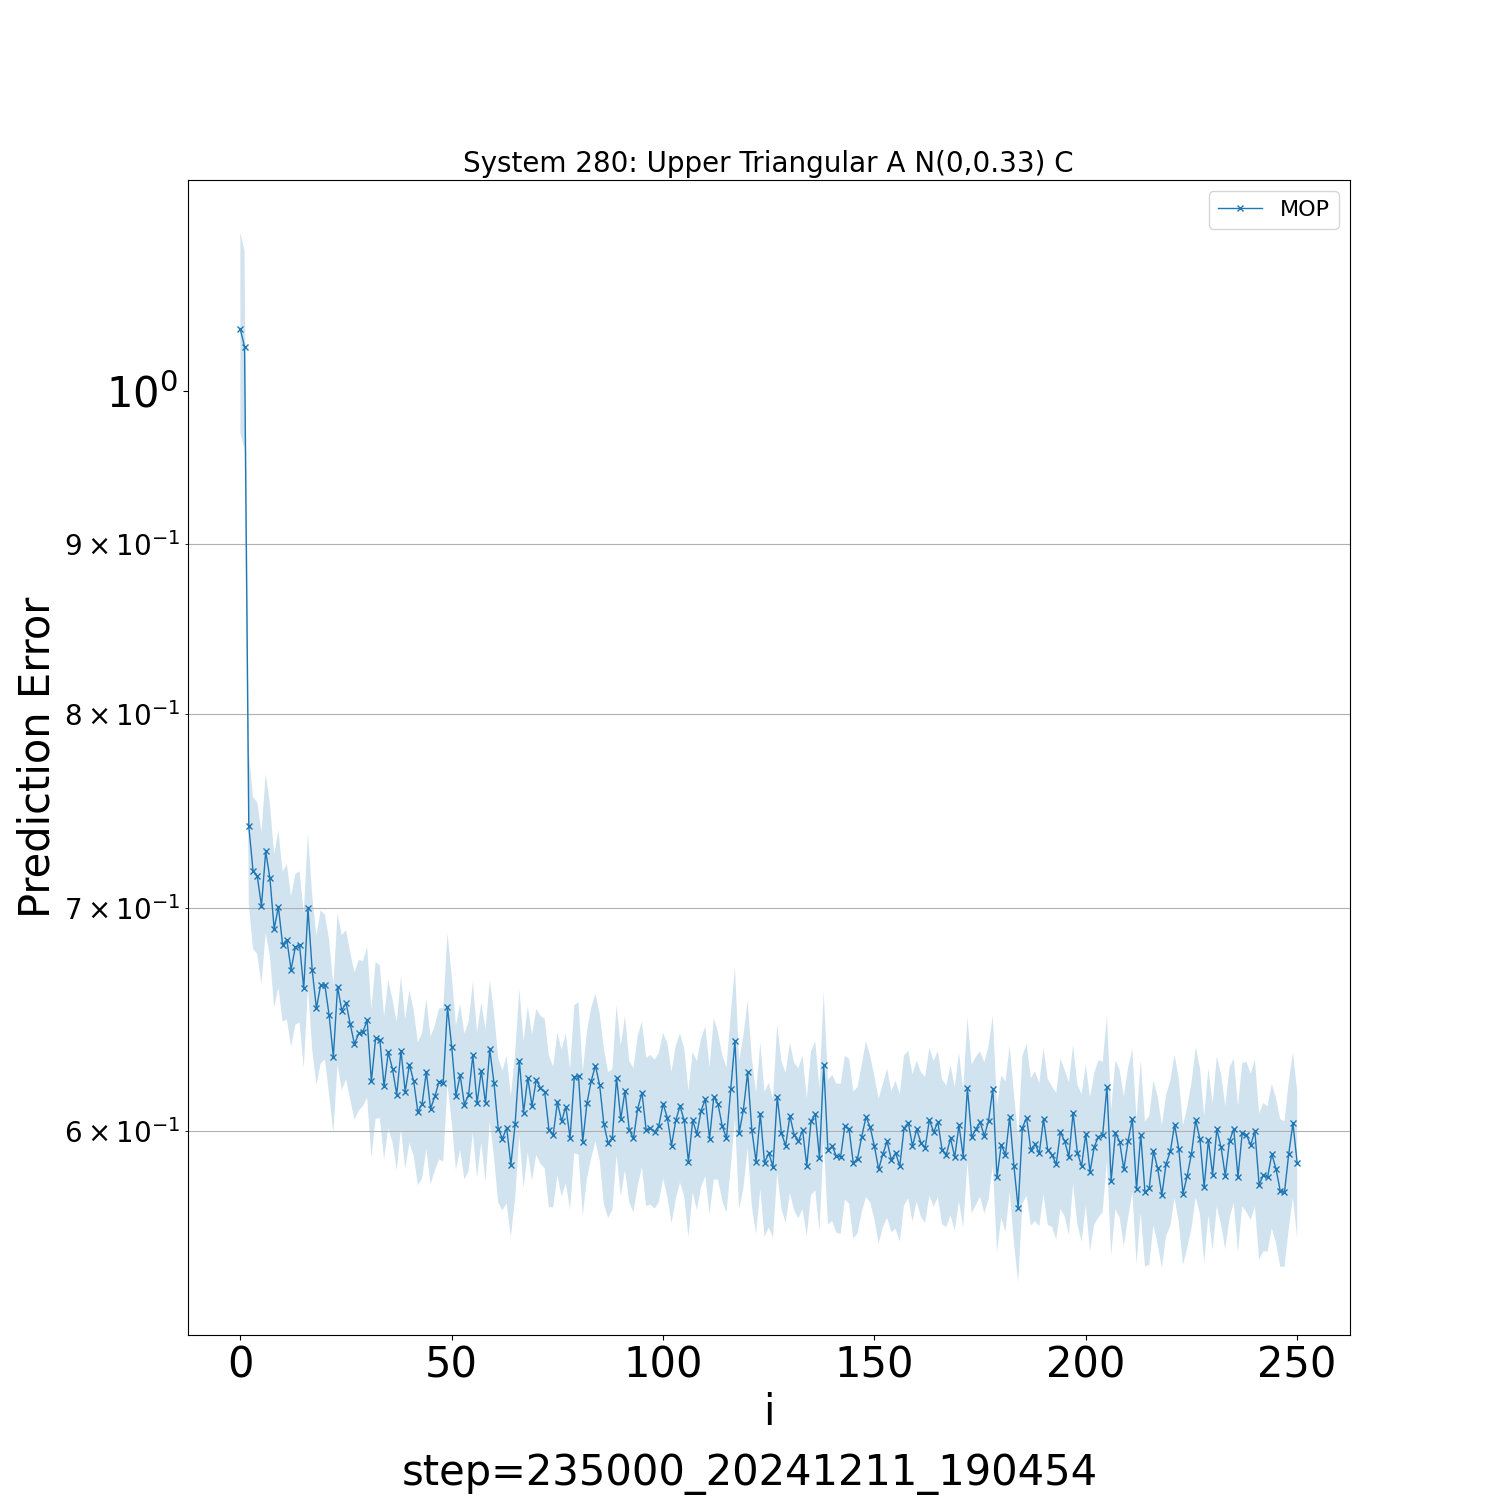 System 280: Upper Triangular A N(0,0.33) C
MOP
10⁰
9 × 10⁻¹
8 × 10⁻¹
7 × 10⁻¹
6 × 10⁻¹
Prediction Error
0 50 100 150 200 250
i
step=235000_20241211_190454